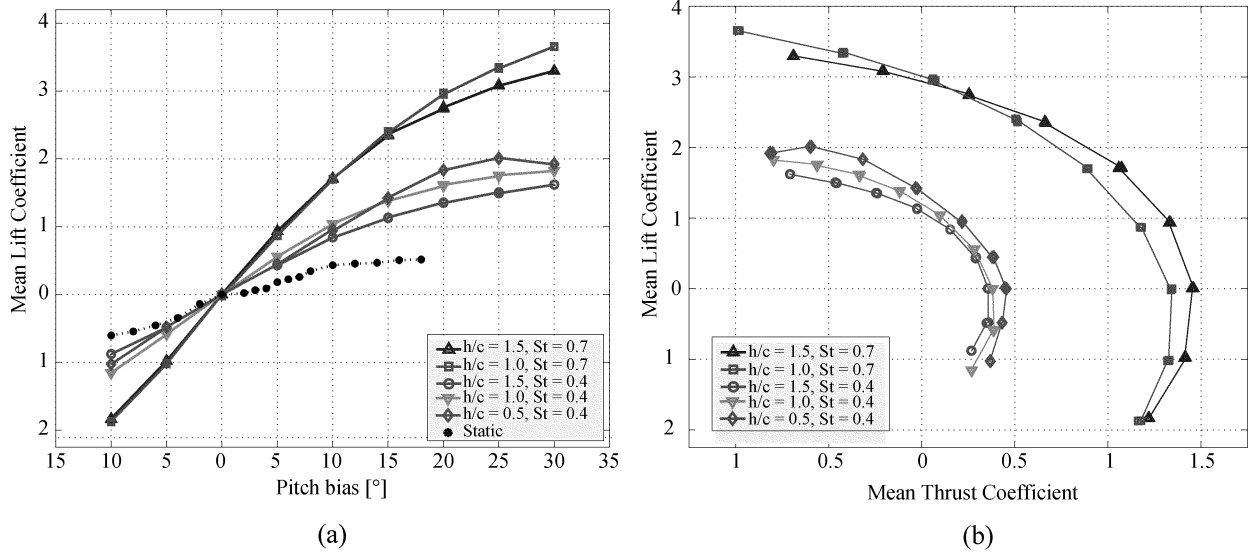 4
3
2
1
0
1
2
Mean Lift Coefficient
15
10
5
0
5
10
15
20
25
30
35
Pitch bias [°]
h/c = 1.5, St = 0.7
h/c = 1.0, St = 0.7
h/c = 1.5, St = 0.4
h/c = 1.0, St = 0.4
h/c = 0.5, St = 0.4
Static
(a)
4
3
2
1
0
1
2
Mean Lift Coefficient
1
0.5
0
0.5
1
1.5
Mean Thrust Coefficient
h/c = 1.5, St = 0.7
h/c = 1.0, St = 0.7
h/c = 1.5, St = 0.4
h/c = 1.0, St = 0.4
h/c = 0.5, St = 0.4
(b)